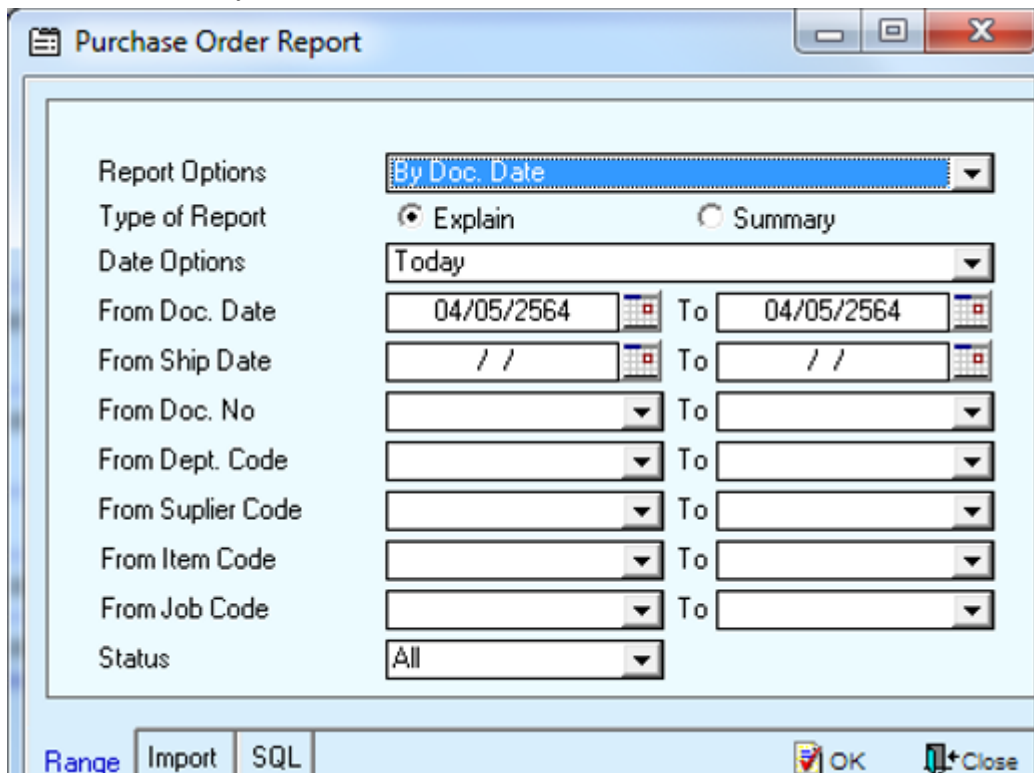 Purchase Order Report
Report Options By Doc. Date
Type of Report Explain Summary
Date Options Today
From Doc. Date 04/05/2564 To 04/05/2564
From Ship Date / / To / /
From Doc. No To
From Dept. Code To
From Suplier Code To
From Item Code To
From Job Code To
Status All
Range Import SQL OK Close